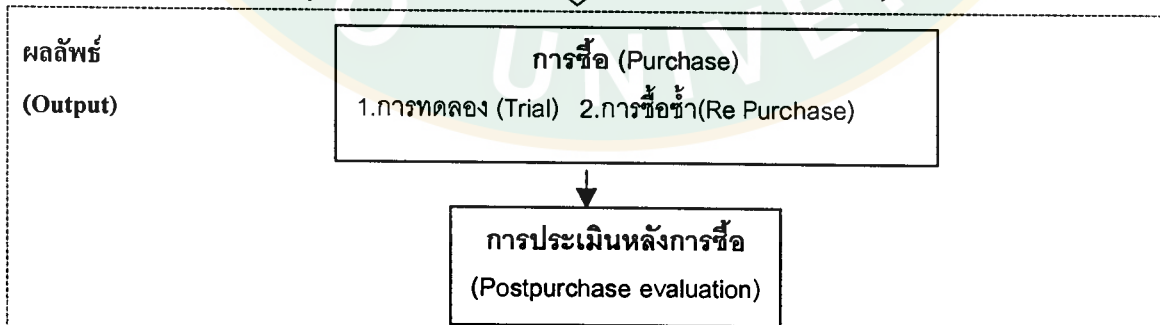 ผลลัพธ์
(Output)
การซื้อ (Purchase)
1.การทดลอง (Trial) 2.การซื้อซ้ำ(Re Purchase)
การประเมินหลังการซื้อ
(Postpurchase evaluation)
UNIVE